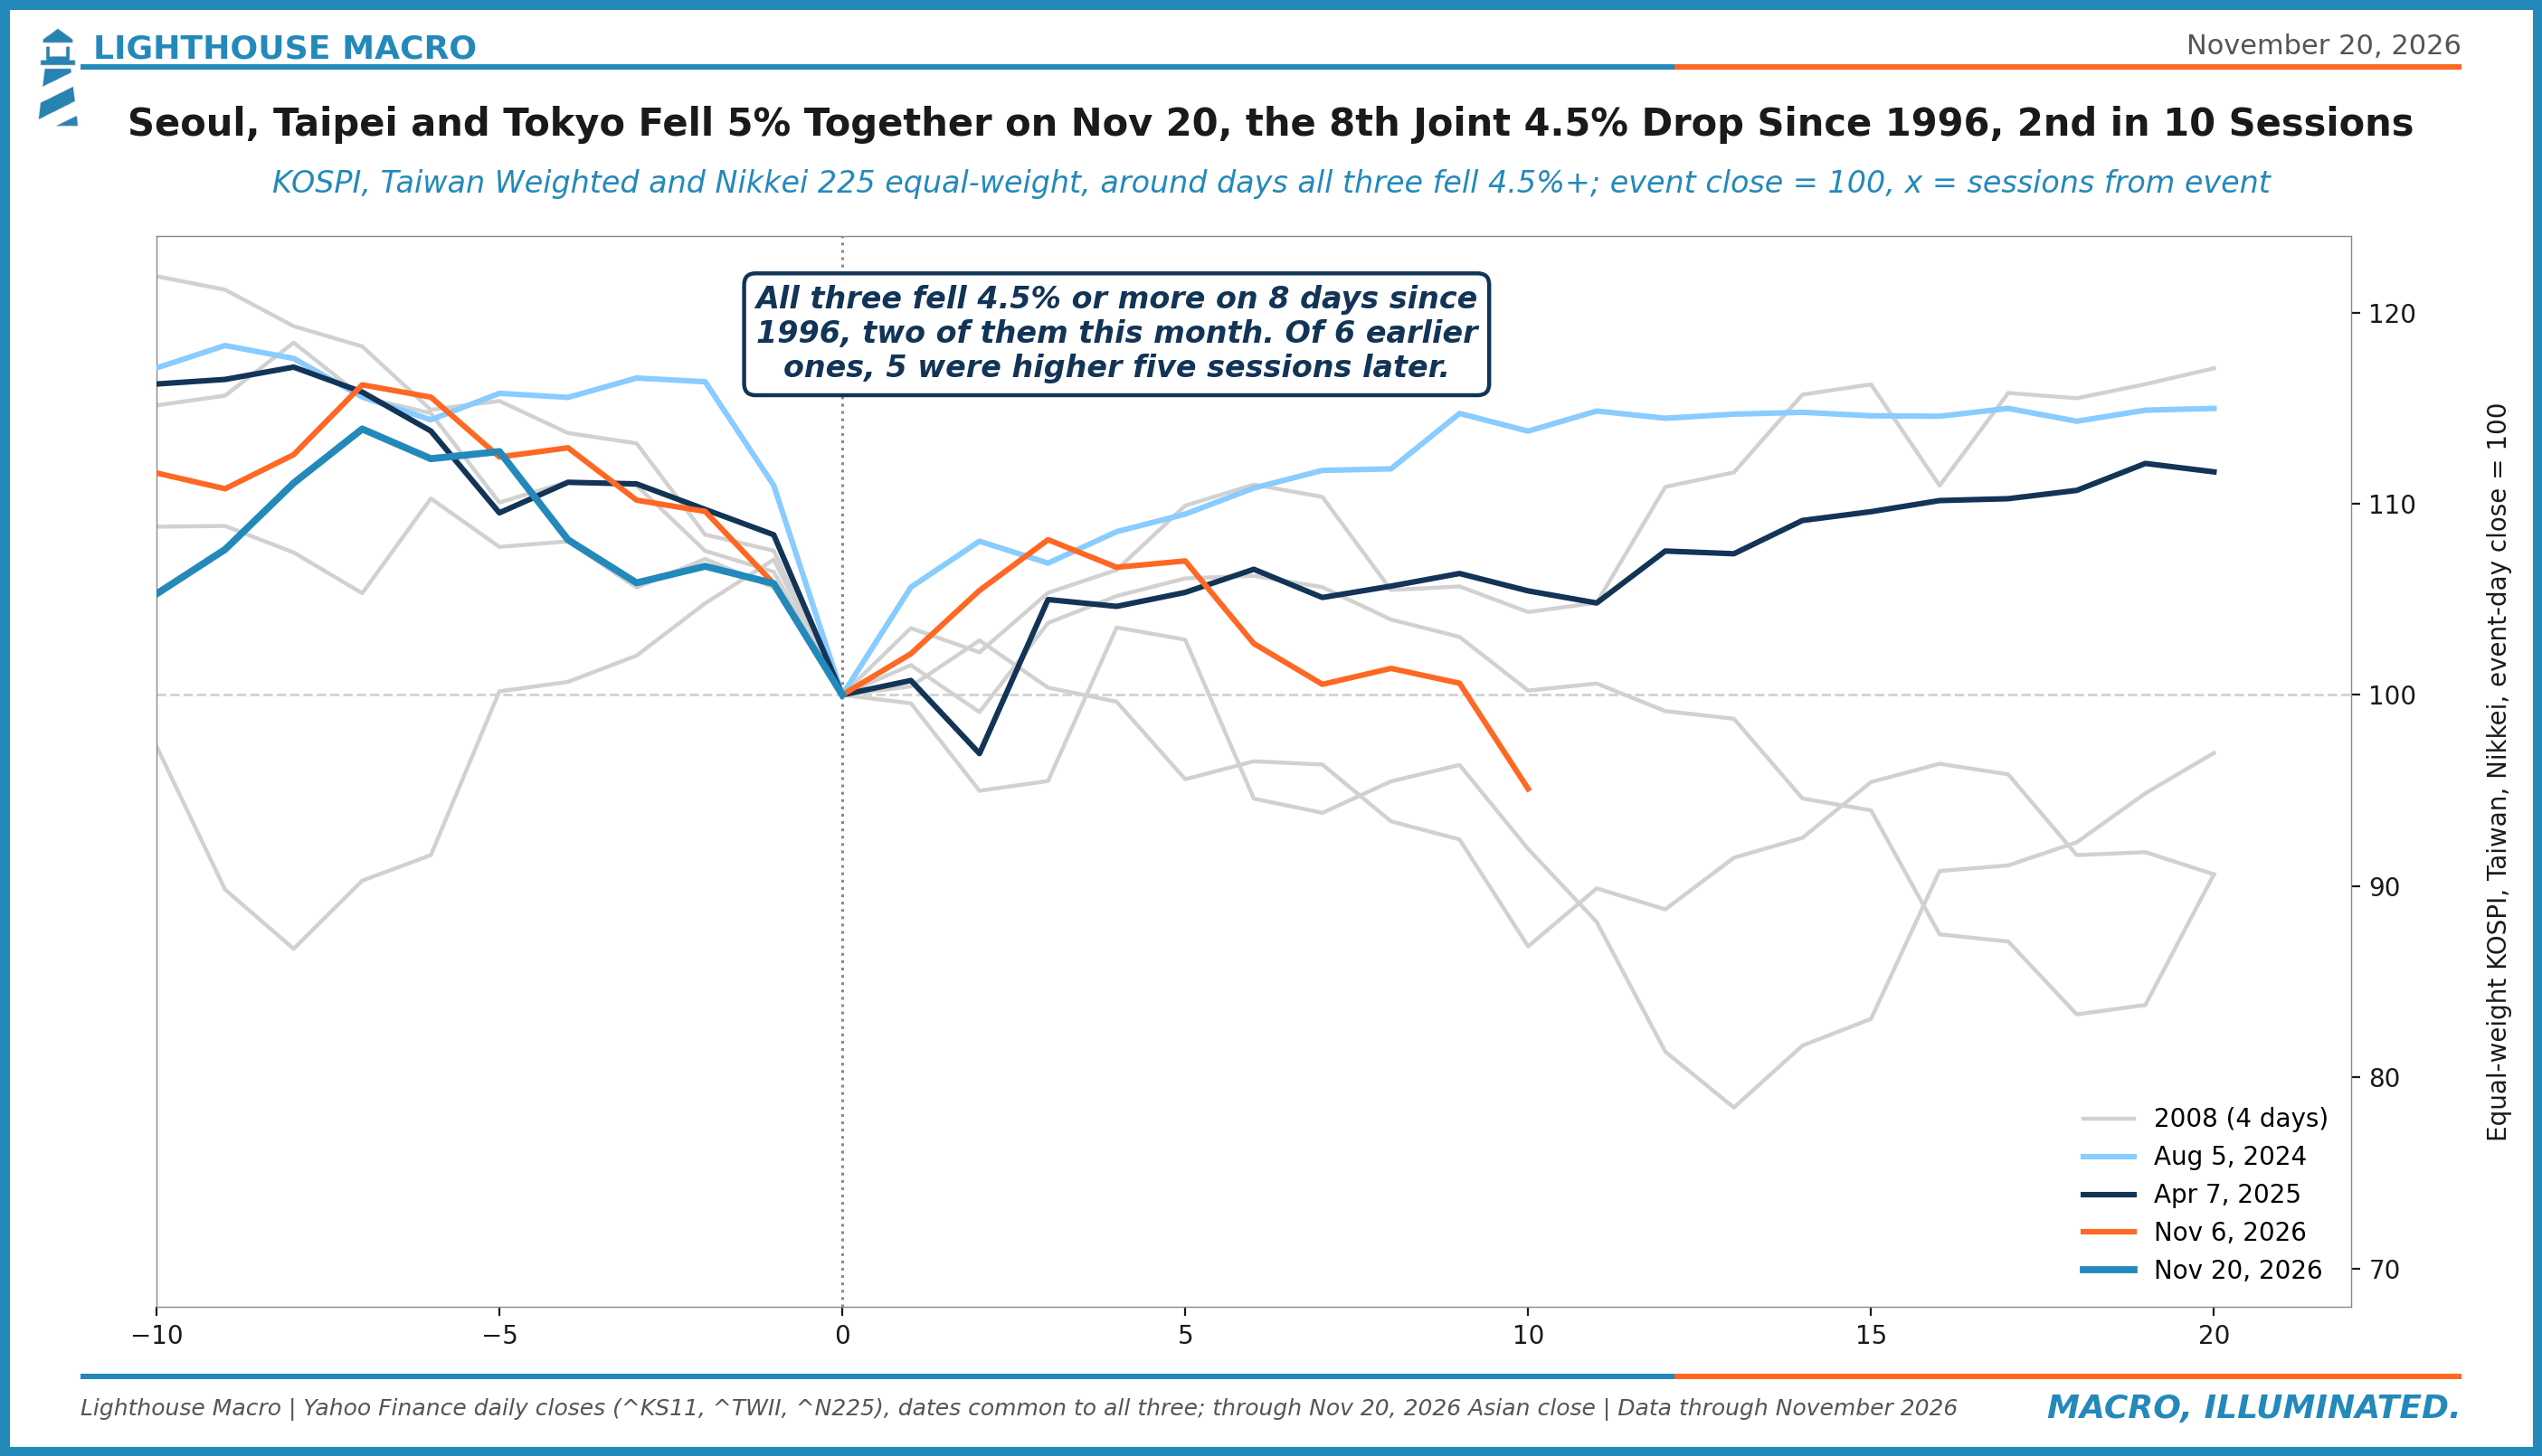 LIGHTHOUSE MACRO
November 20, 2026
Seoul, Taipei and Tokyo Fell 5% Together on Nov 20, the 8th Joint 4.5% Drop Since 1996, 2nd in 10 Sessions
KOSPI, Taiwan Weighted and Nikkei 225 equal-weight, around days all three fell 4.5%+; event close = 100, x = sessions from event
All three fell 4.5% or more on 8 days since
1996, two of them this month. Of 6 earlier
ones, 5 were higher five sessions later.
120
110
100
90
80
70
Equal-weight KOSPI, Taiwan, Nikkei, event-day close = 100
2008 (4 days)
Aug 5, 2024
Apr 7, 2025
Nov 6, 2026
Nov 20, 2026
−10
−5
0
5
10
15
20
Lighthouse Macro | Yahoo Finance daily closes (^KS11, ^TWII, ^N225), dates common to all three; through Nov 20, 2026 Asian close | Data through November 2026
MACRO, ILLUMINATED.